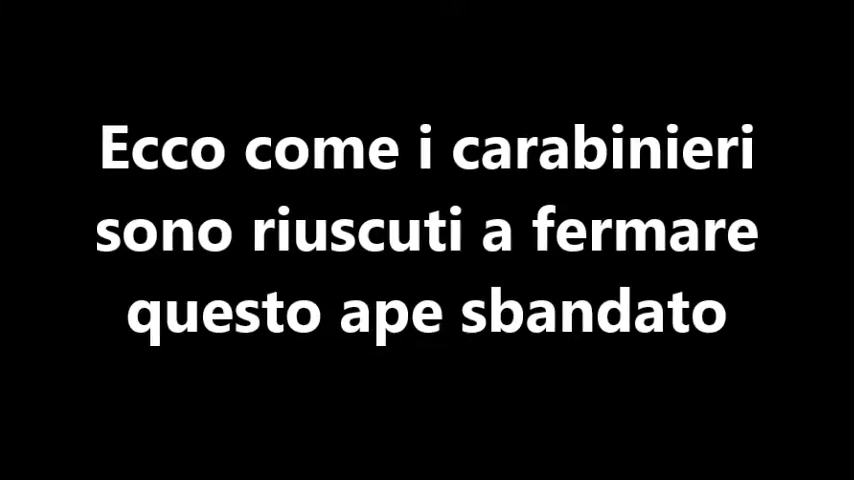 Ecco come i carabinieri
sono riuscuti a fermare
questo ape sbandato